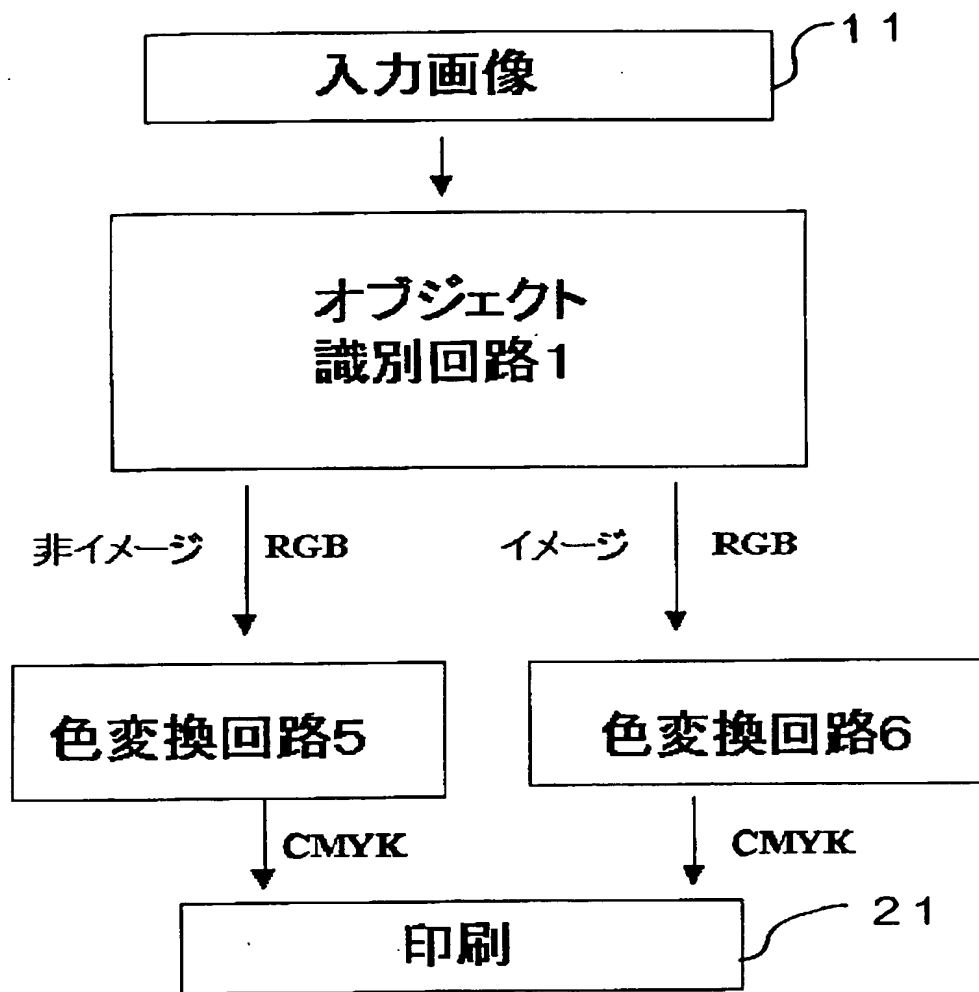 11
入力画像
オブジェクト
識別回路1
非イメージ RGB イメージ RGB
色変換回路5 色変換回路6
CMYK CMYK
印刷 21